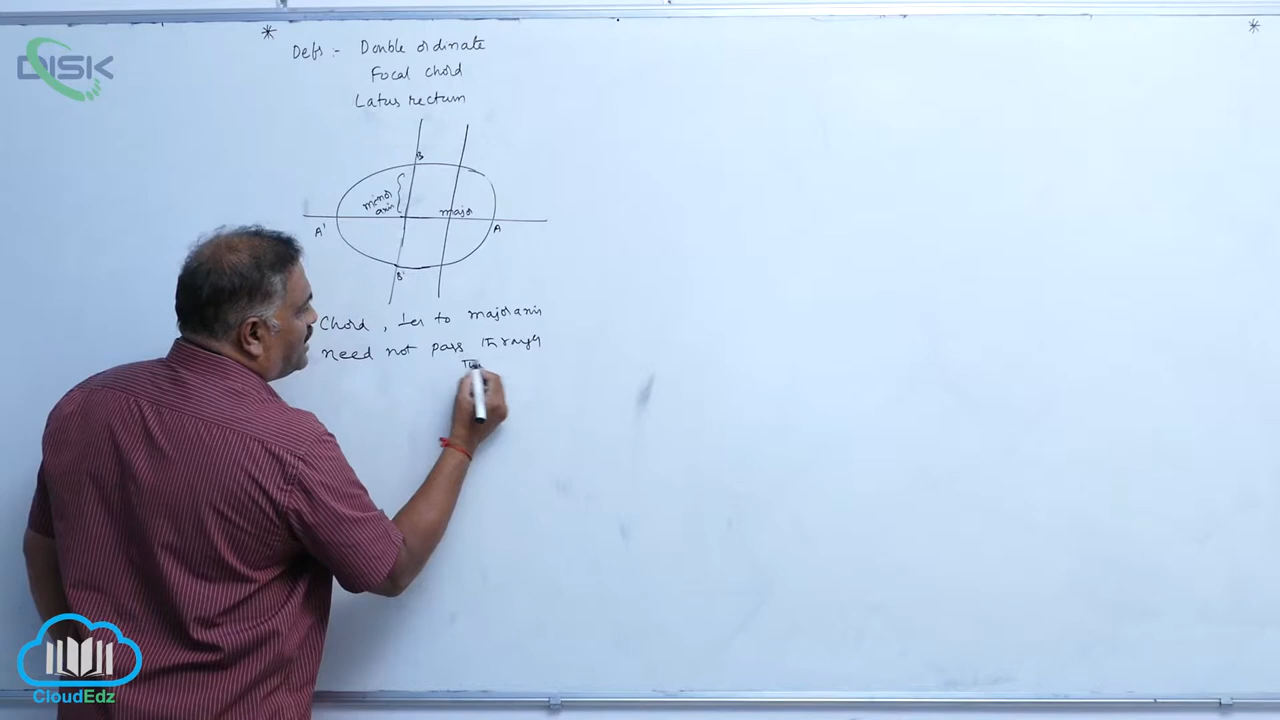 *
*
DISK
Defs :- Double ordinate
Focal chord
Latus rectum
B
minor
axis
major
A'
A
B'
Chord, ⊥er to major axis
need not pass through
CloudEdz